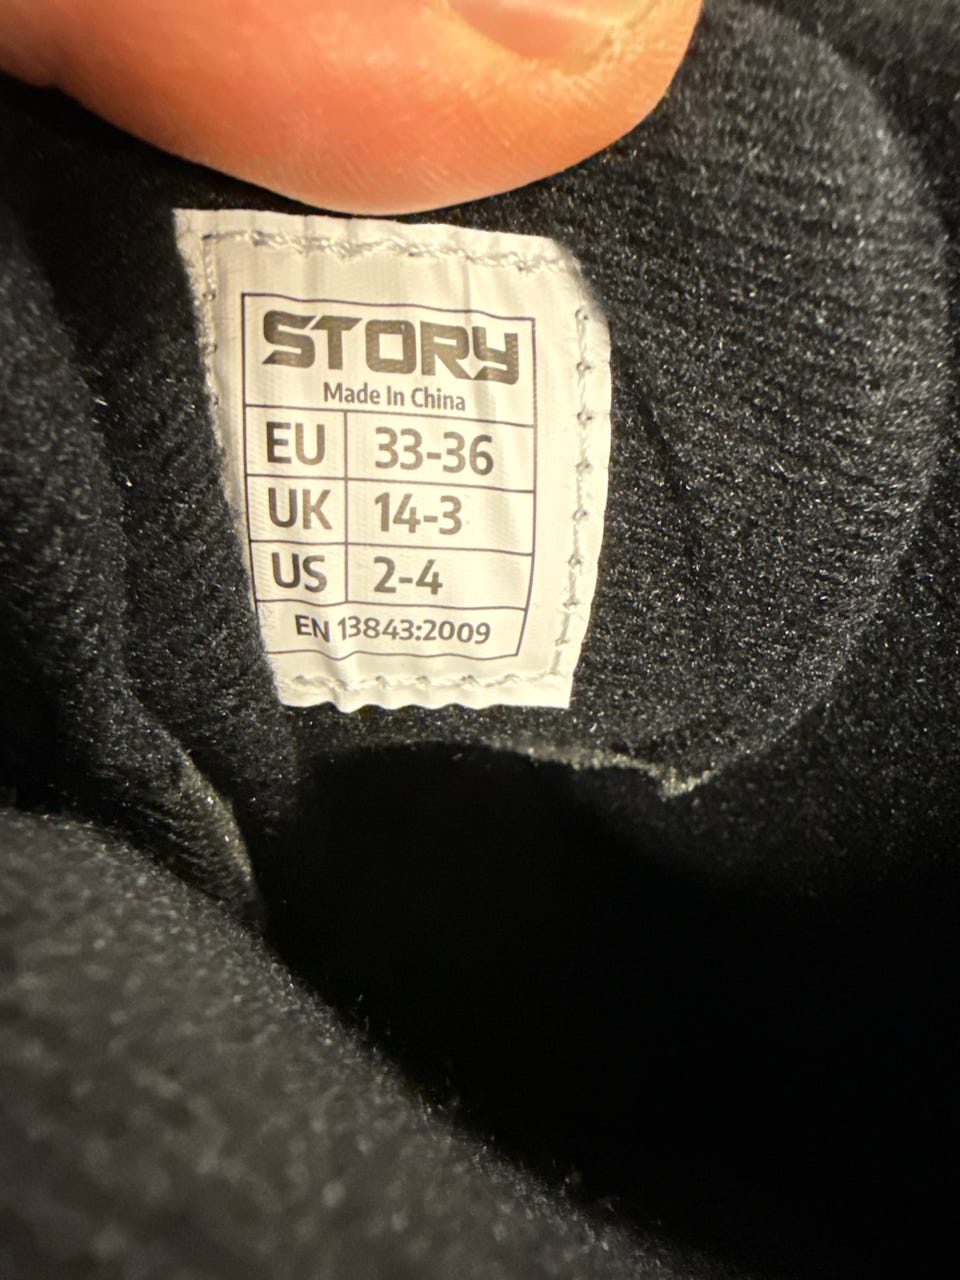 STORY
Made In China
EU 33-36
UK 14-3
US 2-4
EN 13843:2009